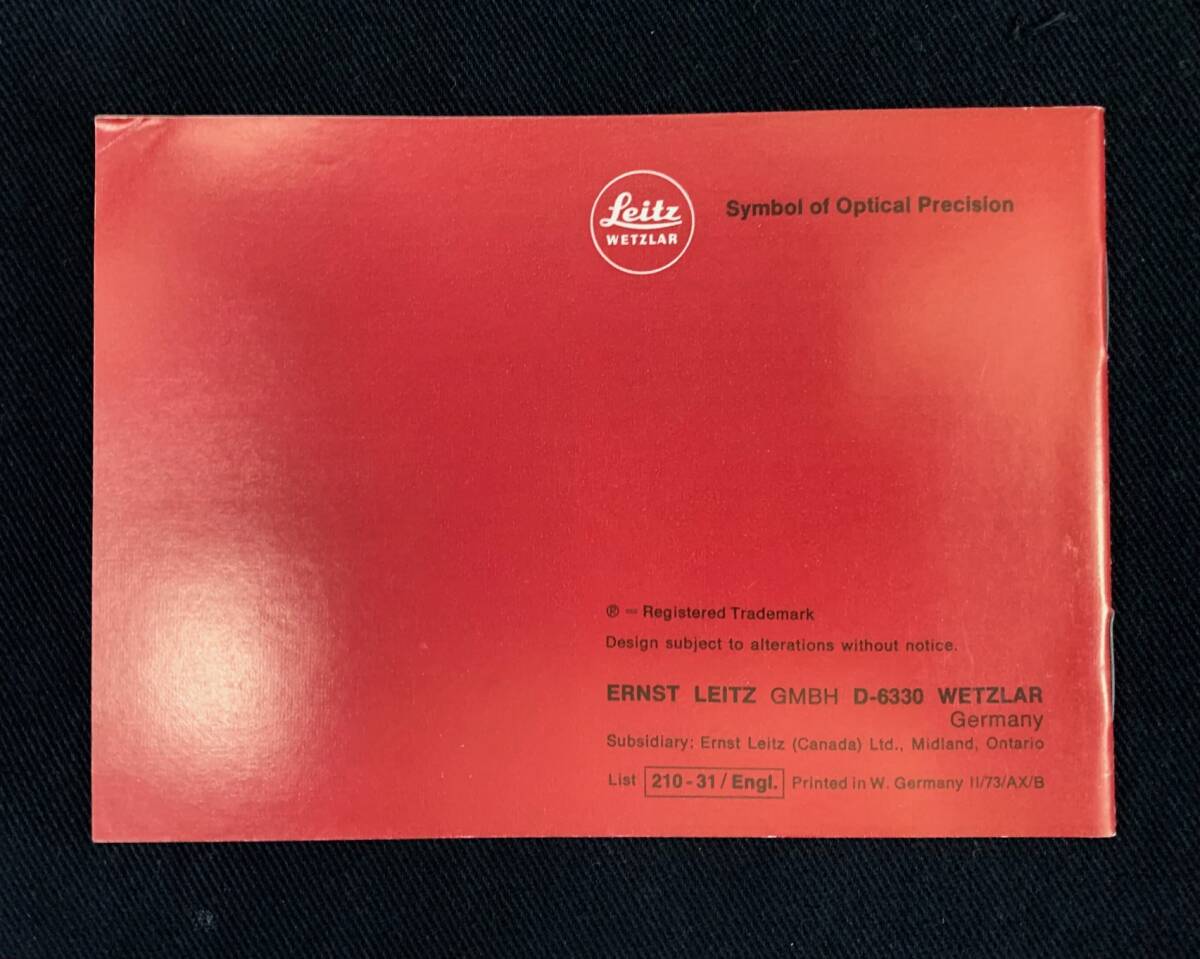 Leitz
WETZLAR
Symbol of Optical Precision
® — Registered Trademark
Design subject to alterations without notice.
ERNST LEITZ GMBH D-6330 WETZLAR
Germany
Subsidiary: Ernst Leitz (Canada) Ltd., Midland, Ontario
List 210-31/Engl. Printed in W. Germany II/73/AX/B